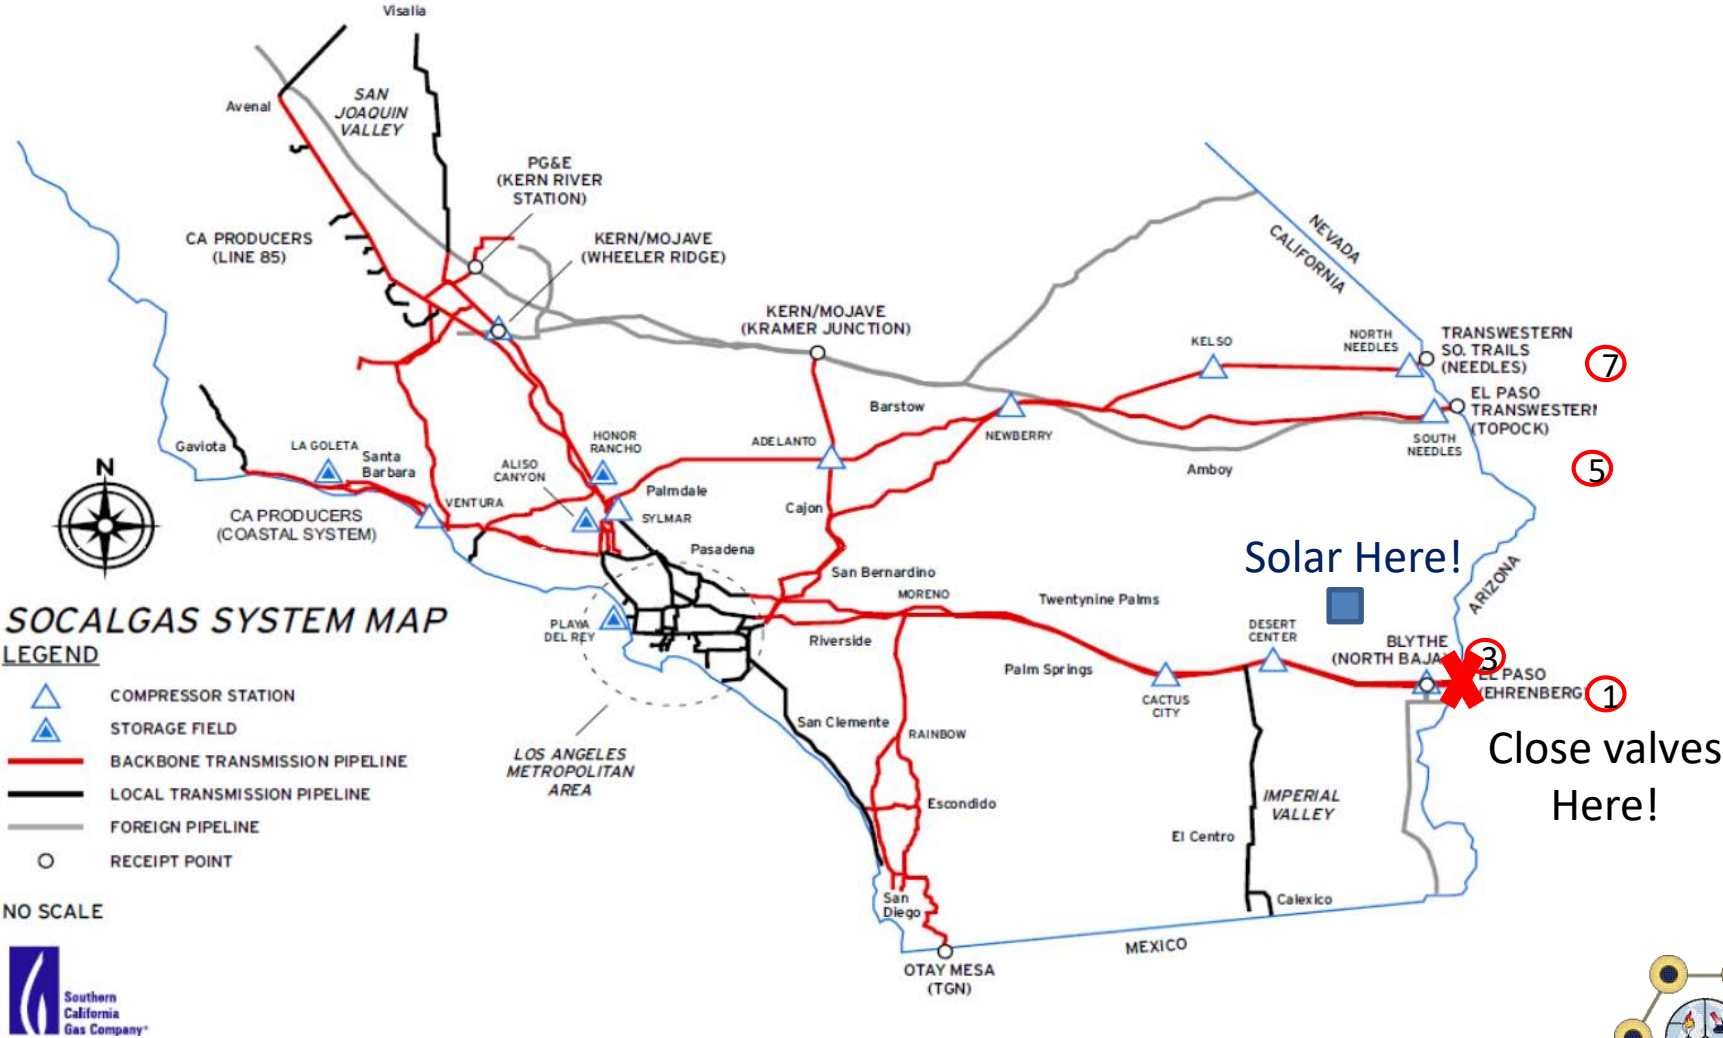 Visalia
Avenal
SAN
JOAQUIN
VALLEY
PG&E
(KERN RIVER
STATION)
CA PRODUCERS
(LINE 85)
KERN/MOJAVE
(WHEELER RIDGE)
KERN/MOJAVE
(KRAMER JUNCTION)
NEVADA
CALIFORNIA
KELSO
NORTH
NEEDLES
TRANSWESTERN
SO. TRAILS
(NEEDLES)
7
EL PASO
TRANSWESTERN
(TOPOCK)
5
SOUTH
NEEDLES
Barstow
NEWBERRY
Amboy
ADELANTO
Cajon
Gaviota
LA GOLETA
Santa
Barbara
HONOR
RANCHO
ALISO
CANYON
Palmdale
SYLMAR
VENTURA
CA PRODUCERS
(COASTAL SYSTEM)
N
Pasadena
San Bernardino
MORENO
Riverside
Twentynine Palms
Palm Springs
Solar Here!
ARIZONA
DESERT
CENTER
CACTUS
CITY
BLYTHE
(NORTH BAJA)
3
EL PASO
(EHRENBERG)
1
Close valves
Here!
PLAYA
DEL REY
LOS ANGELES
METROPOLITAN
AREA
San Clemente
RAINBOW
Escondido
IMPERIAL
VALLEY
El Centro
Calexico
San
Diego
MEXICO
OTAY MESA
(TGN)
SOCALGAS SYSTEM MAP
LEGEND
COMPRESSOR STATION
STORAGE FIELD
BACKBONE TRANSMISSION PIPELINE
LOCAL TRANSMISSION PIPELINE
FOREIGN PIPELINE
RECEIPT POINT
NO SCALE
Southern
California
Gas Company®